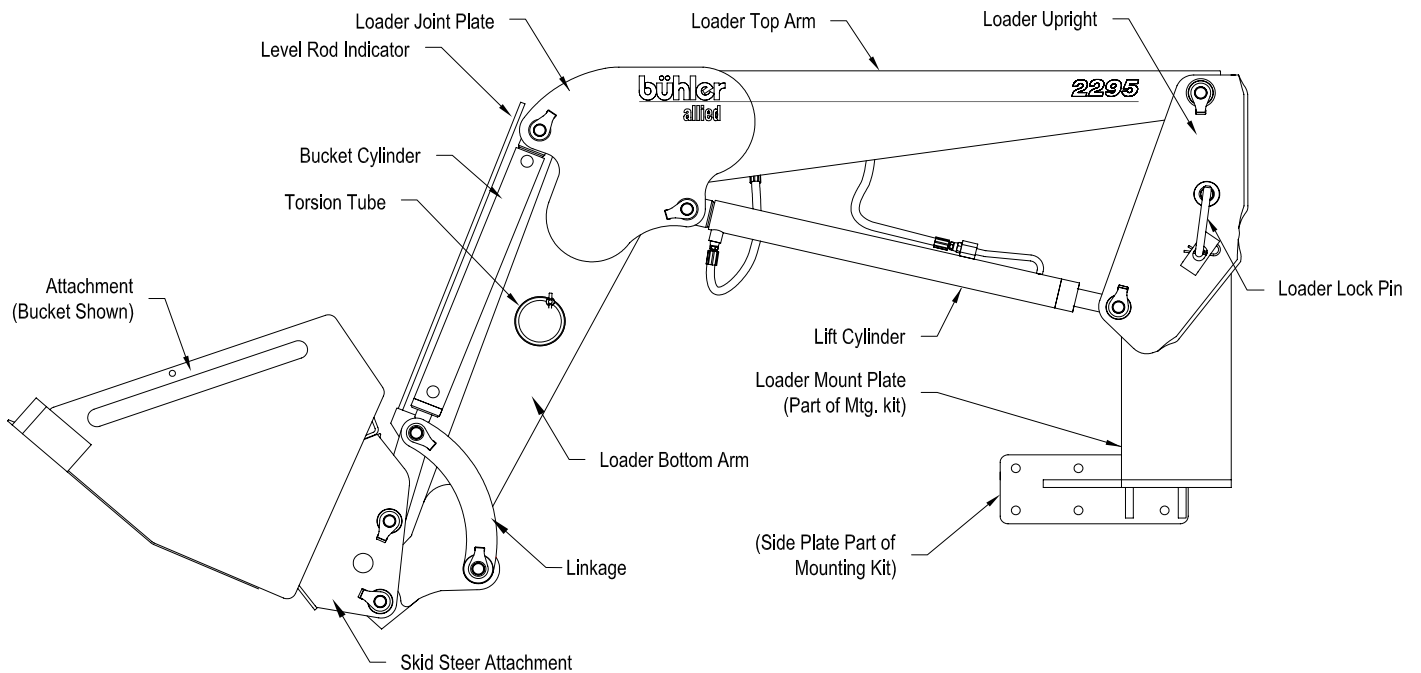 Loader Joint Plate
Loader Top Arm
Loader Upright
Level Rod Indicator
bühler
allied
2295
Bucket Cylinder
Torsion Tube
Attachment
(Bucket Shown)
Loader Lock Pin
Lift Cylinder
Loader Mount Plate
(Part of Mtg. kit)
Loader Bottom Arm
(Side Plate Part of
Mounting Kit)
Linkage
Skid Steer Attachment